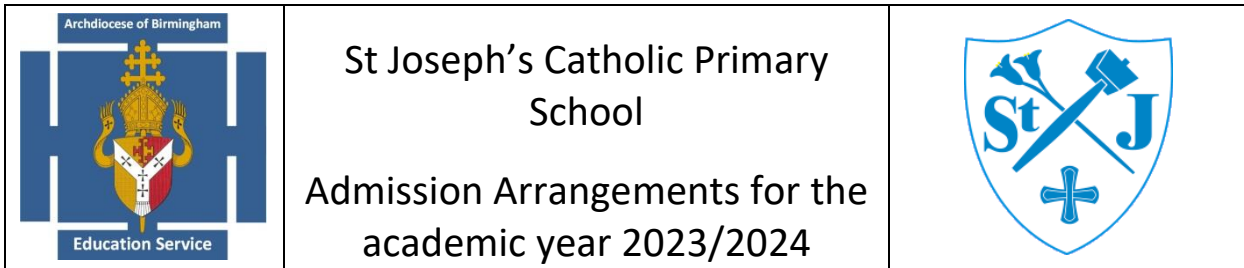 Archdiocese of Birmingham
Education Service
St Joseph’s Catholic Primary
School
Admission Arrangements for the
academic year 2023/2024
St J